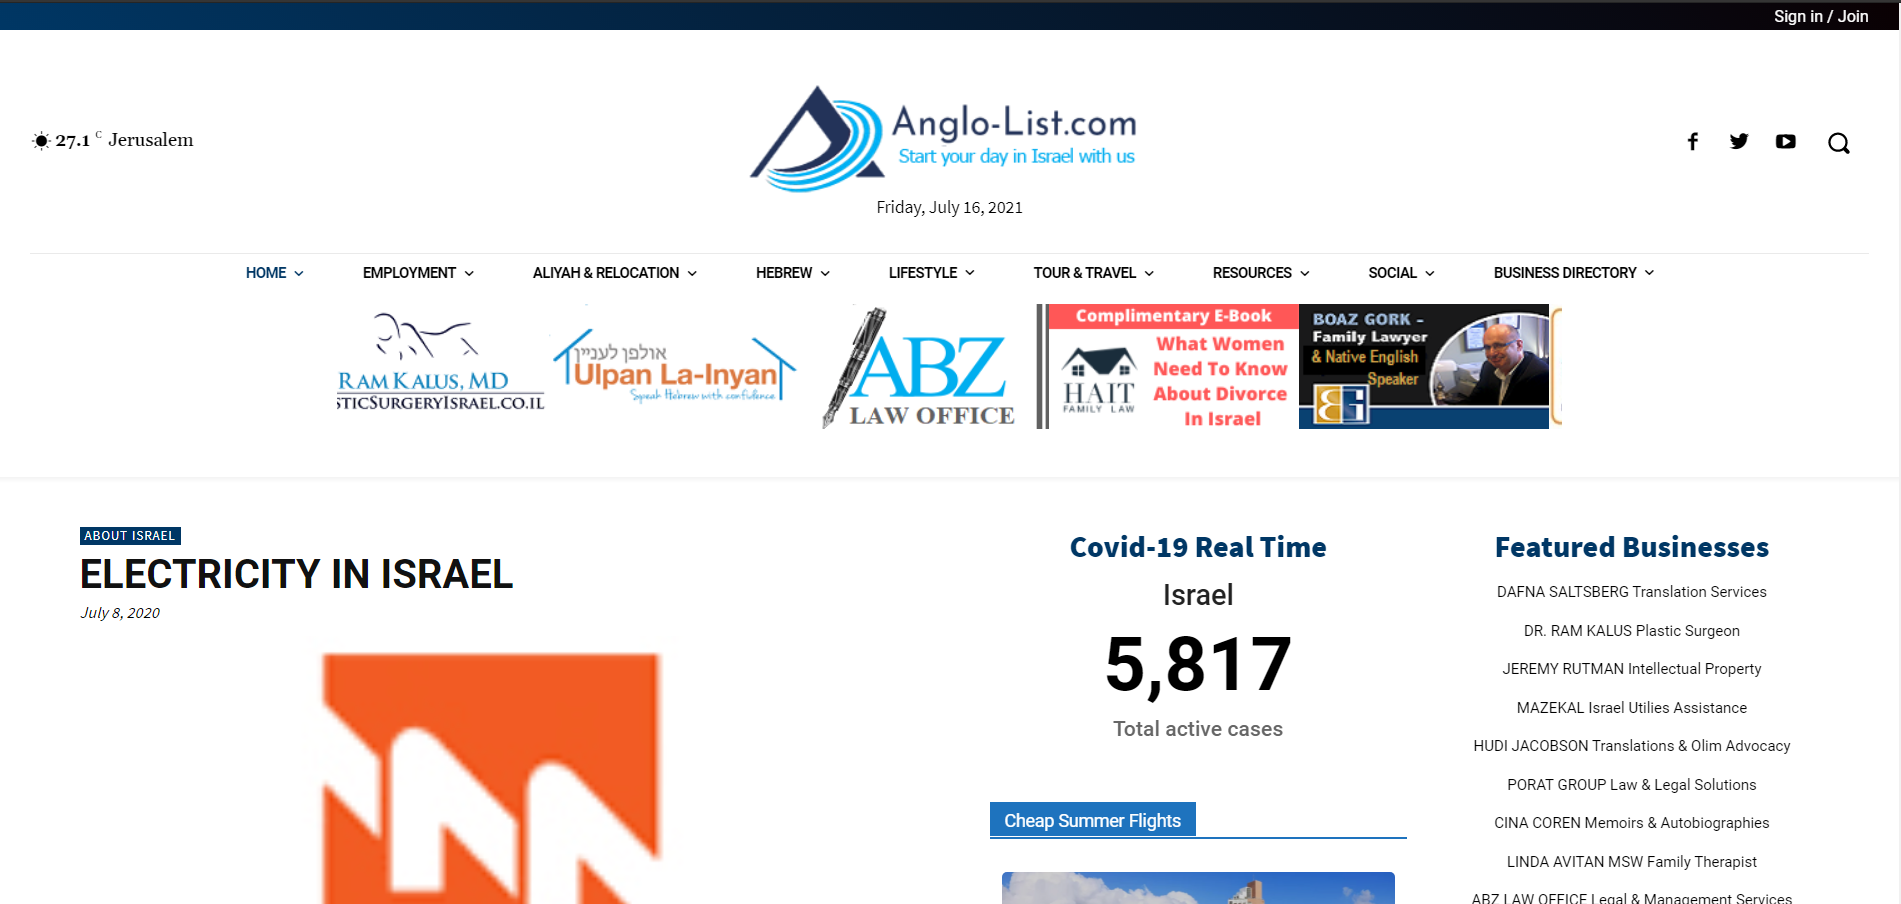 Sign in / Join
27.1 C Jerusalem
Anglo-List.com
Start your day in Israel with us
Friday, July 16, 2021
HOME
EMPLOYMENT
ALIYAH & RELOCATION
HEBREW
LIFESTYLE
TOUR & TRAVEL
RESOURCES
SOCIAL
BUSINESS DIRECTORY
RAM KALUS, MD
STICSURGERYISRAEL.CO.IL
אולפן לעניין
Ulpan La-Inyan
Speak Hebrew with confidence
ABZ
LAW OFFICE
Complimentary E-Book
HAIT
FAMILY LAW
What Women
Need To Know
About Divorce
In Israel
BOAZ GORK -
Family Lawyer
& Native English
Speaker
BG
ABOUT ISRAEL
ELECTRICITY IN ISRAEL
July 8, 2020
Covid-19 Real Time
Israel
5,817
Total active cases
Cheap Summer Flights
Featured Businesses
DAFNA SALTSBERG Translation Services
DR. RAM KALUS Plastic Surgeon
JEREMY RUTMAN Intellectual Property
MAZEKAL Israel Utilies Assistance
HUDI JACOBSON Translations & Olim Advocacy
PORAT GROUP Law & Legal Solutions
CINA COREN Memoirs & Autobiographies
LINDA AVITAN MSW Family Therapist
ABZ LAW OFFICE Legal & Management Services